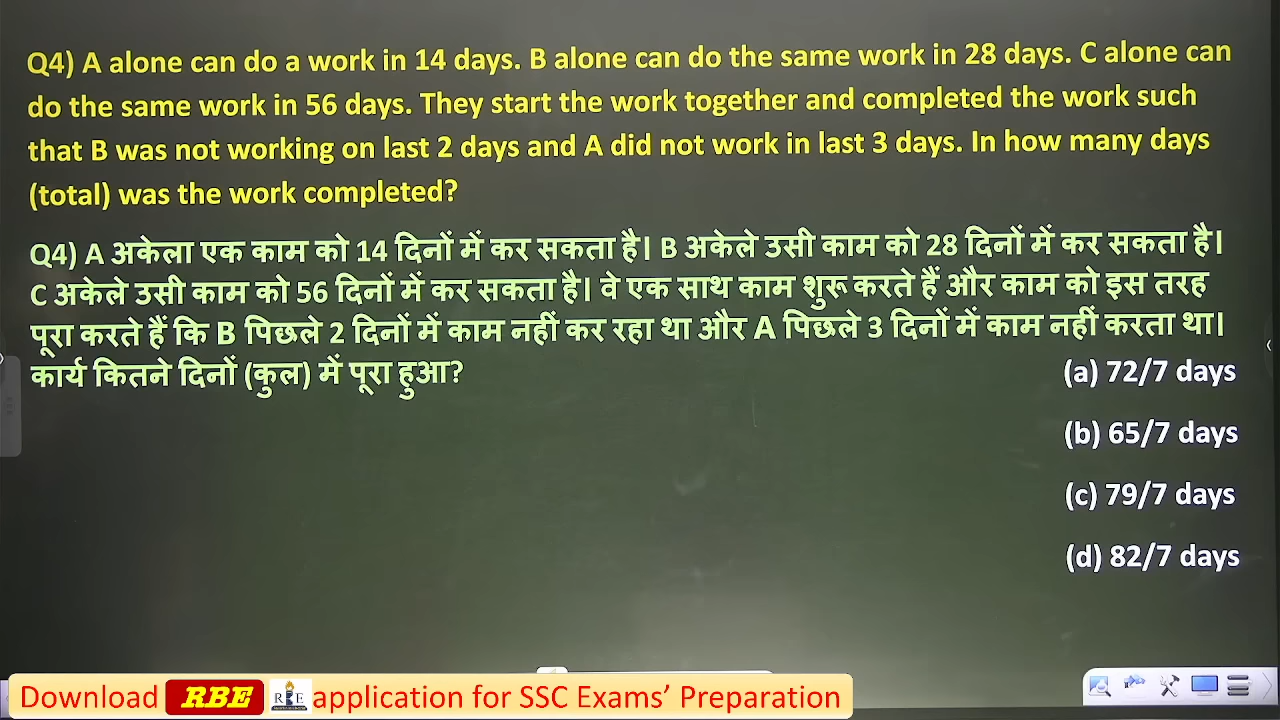 Q4) A alone can do a work in 14 days. B alone can do the same work in 28 days. C alone can
do the same work in 56 days. They start the work together and completed the work such
that B was not working on last 2 days and A did not work in last 3 days. In how many days
(total) was the work completed?
Q4) A अकेला एक काम को 14 दिनों में कर सकता है। B अकेले उसी काम को 28 दिनों में कर सकता है।
C अकेले उसी काम को 56 दिनों में कर सकता है। वे एक साथ काम शुरू करते हैं और काम को इस तरह
पूरा करते हैं कि B पिछले 2 दिनों में काम नहीं कर रहा था और A पिछले 3 दिनों में काम नहीं करता था।
कार्य कितने दिनों (कुल) में पूरा हुआ?
(a) 72/7 days
(b) 65/7 days
(c) 79/7 days
(d) 82/7 days
Download RBE RBE application for SSC Exams’ Preparation